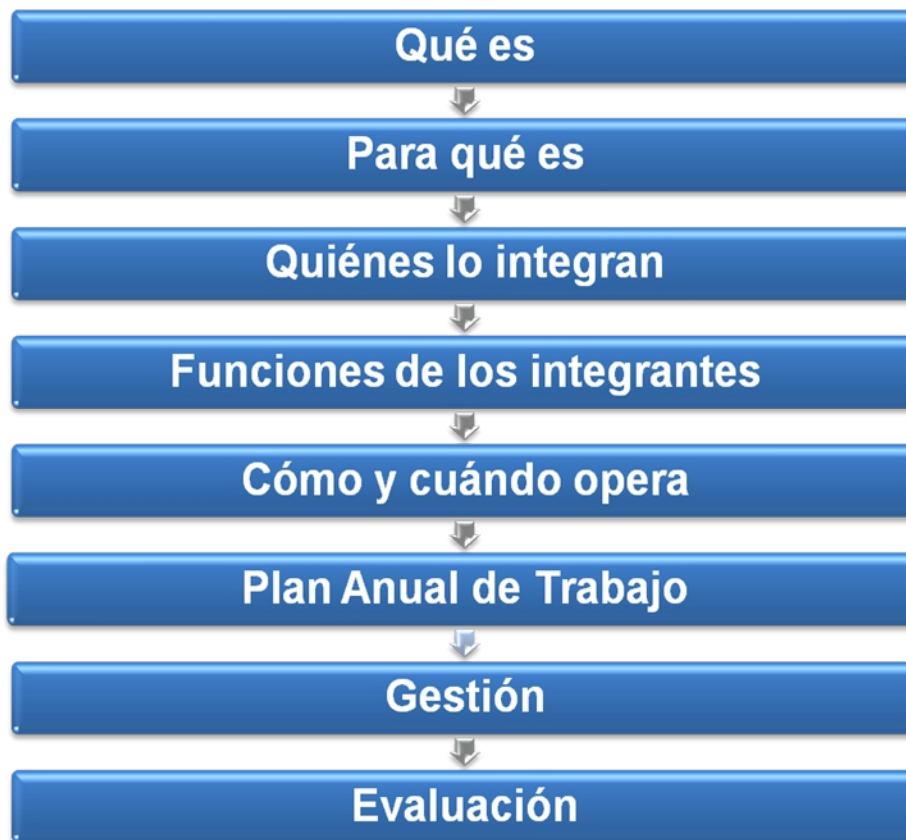 Qué es
Para qué es
Quiénes lo integran
Funciones de los integrantes
Cómo y cuándo opera
Plan Anual de Trabajo
Gestión
Evaluación